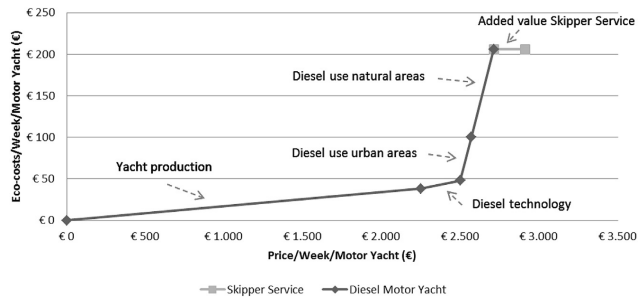 Added value Skipper Service
€ 250
€ 200
€ 150
€ 100
€ 50
€ 0
Eco-costs/Week/Motor Yacht (€)
Diesel use natural areas
Diesel use urban areas
Yacht production
Diesel technology
€ 0 € 500 € 1.000 € 1.500 € 2.000 € 2.500 € 3.000 € 3.500
Price/Week/Motor Yacht (€)
Skipper Service Diesel Motor Yacht